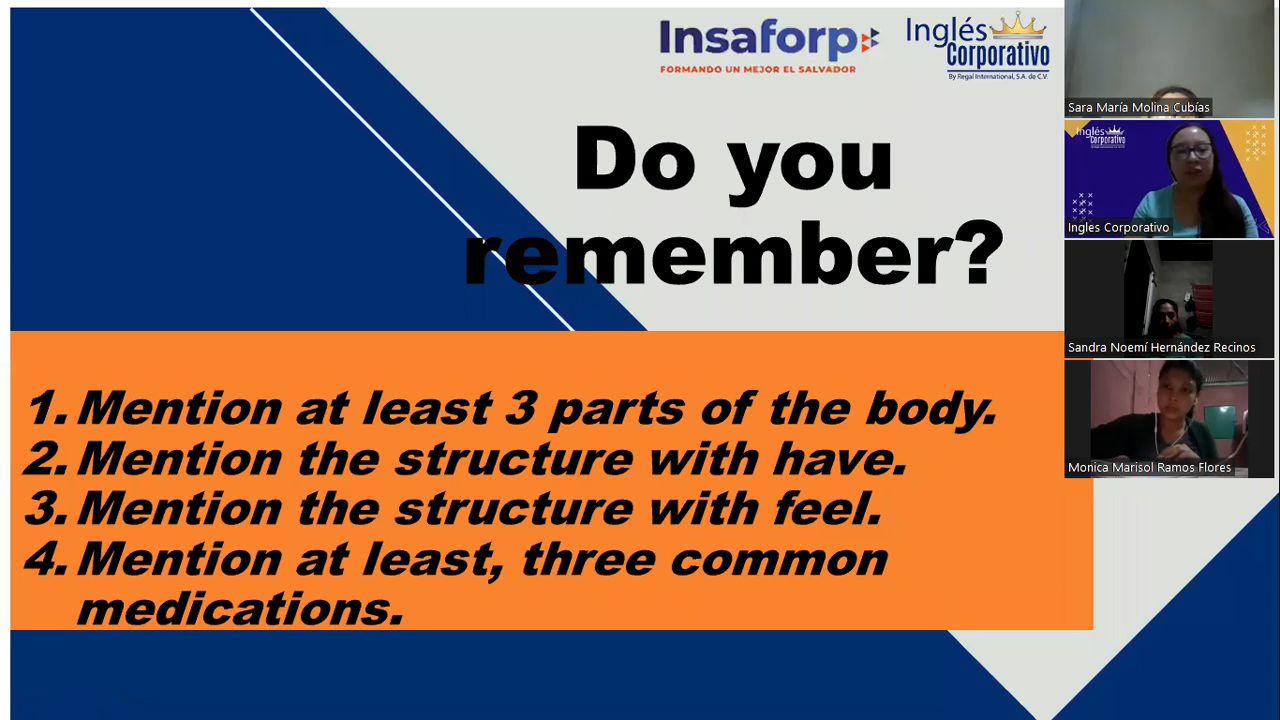 Insaforp
FORMANDO UN MEJOR EL SALVADOR
Inglés
Corporativo
By Regal International, S.A. de C.V.
Do you
remember?
1. Mention at least 3 parts of the body.
2. Mention the structure with have.
3. Mention the structure with feel.
4. Mention at least, three common
medications.
Sara María Molina Cubías
Inglés
Corporativo
Ingles Corporativo
Sandra Noemí Hernández Recinos
Monica Marisol Ramos Flores